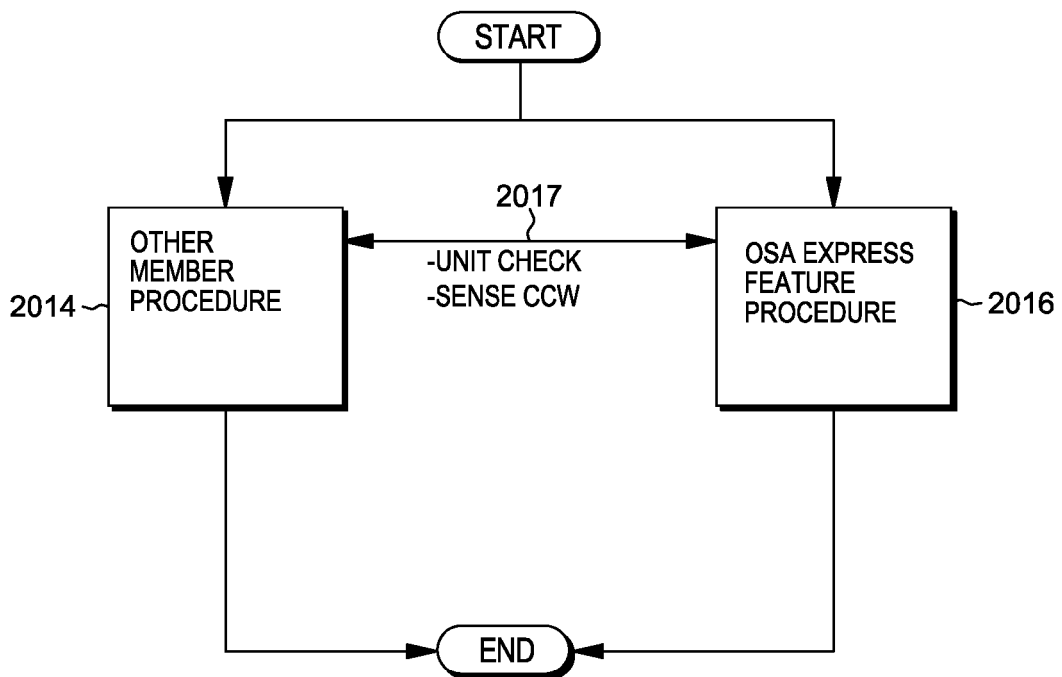 START
2017
OTHER
MEMBER
PROCEDURE
-UNIT CHECK
-SENSE CCW
OSA EXPRESS
FEATURE
PROCEDURE
2014
2016
END